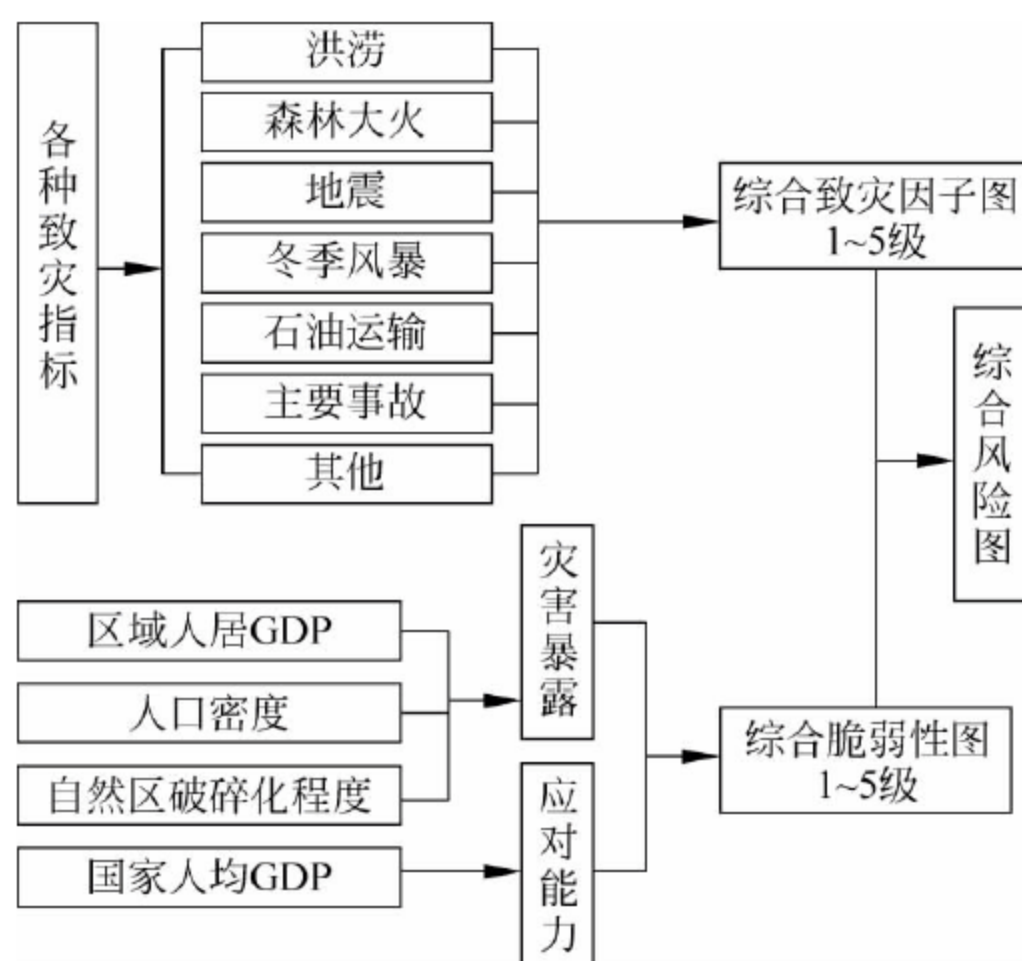 各种致灾指标
洪涝
森林大火
地震
冬季风暴
石油运输
主要事故
其他
综合致灾因子图
1~5级
综合风险图
区域人居GDP
人口密度
自然区破碎化程度
国家人均GDP
灾害暴露
应对能力
综合脆弱性图
1~5级